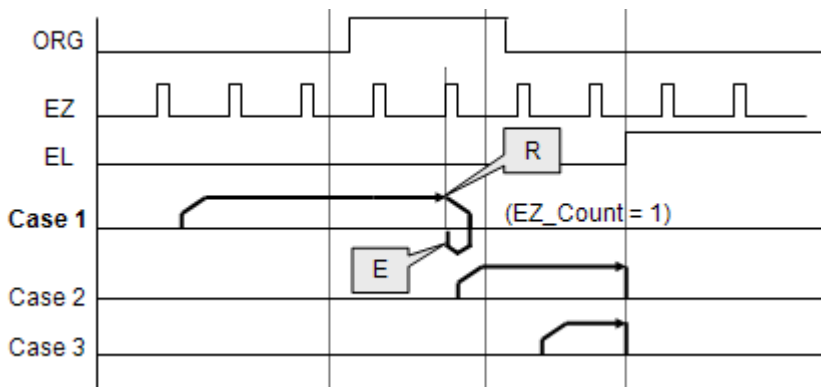 ORG
EZ
EL
R
Case 1
(EZ_Count = 1)
E
Case 2
Case 3